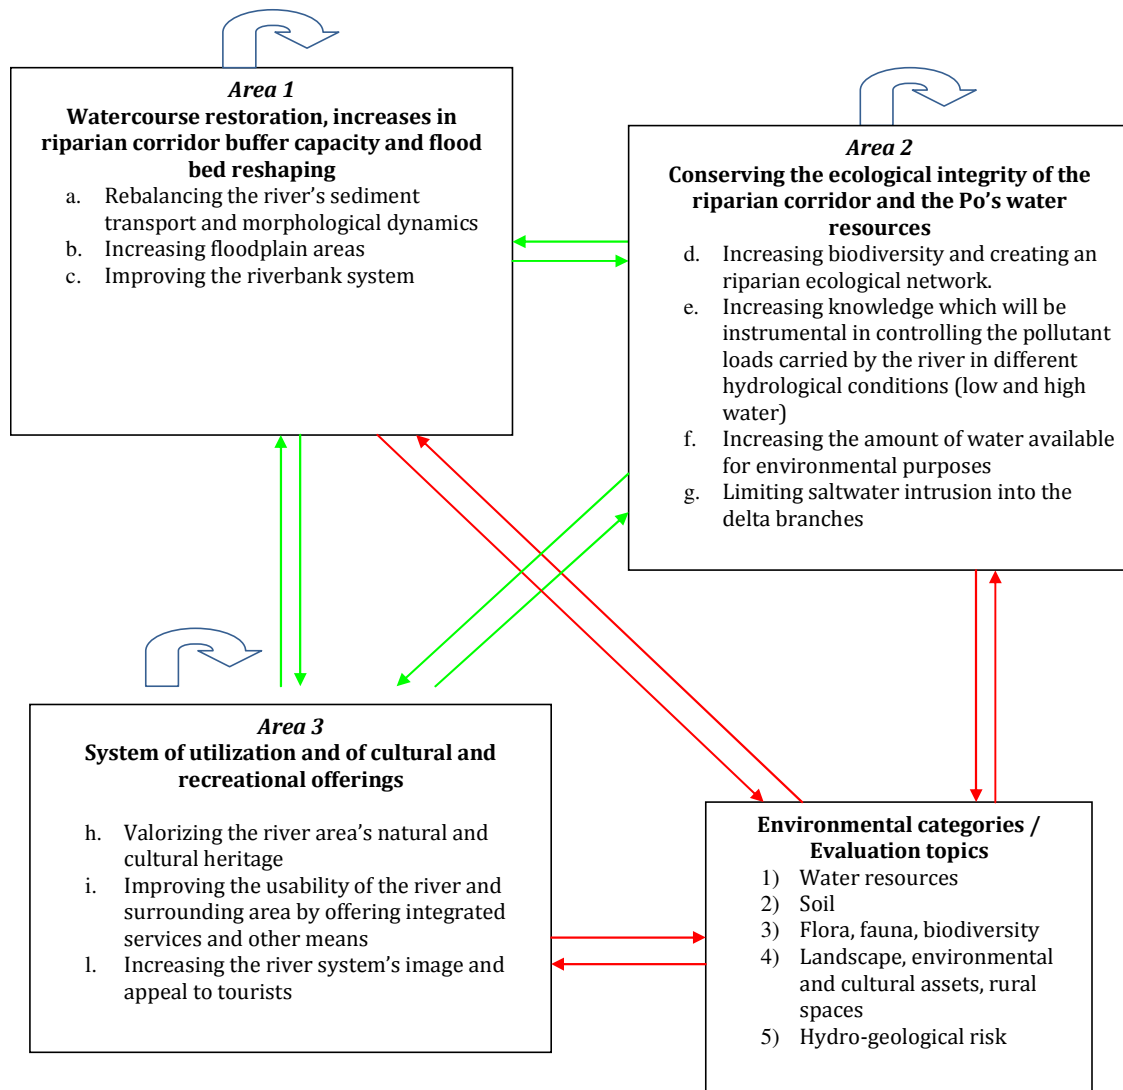 Area 1
Watercourse restoration, increases in
riparian corridor buffer capacity and flood
bed reshaping
a. Rebalancing the river's sediment
transport and morphological dynamics
b. Increasing floodplain areas
c. Improving the riverbank system
Area 2
Conserving the ecological integrity of the
riparian corridor and the Po's water
resources
d. Increasing biodiversity and creating an
riparian ecological network.
e. Increasing knowledge which will be
instrumental in controlling the pollutant
loads carried by the river in different
hydrological conditions (low and high
water)
f. Increasing the amount of water available
for environmental purposes
g. Limiting saltwater intrusion into the
delta branches
Area 3
System of utilization and of cultural and
recreational offerings
h. Valorizing the river area's natural and
cultural heritage
i. Improving the usability of the river and
surrounding area by offering integrated
services and other means
l. Increasing the river system's image and
appeal to tourists
Environmental categories /
Evaluation topics
1) Water resources
2) Soil
3) Flora, fauna, biodiversity
4) Landscape, environmental
and cultural assets, rural
spaces
5) Hydro-geological risk